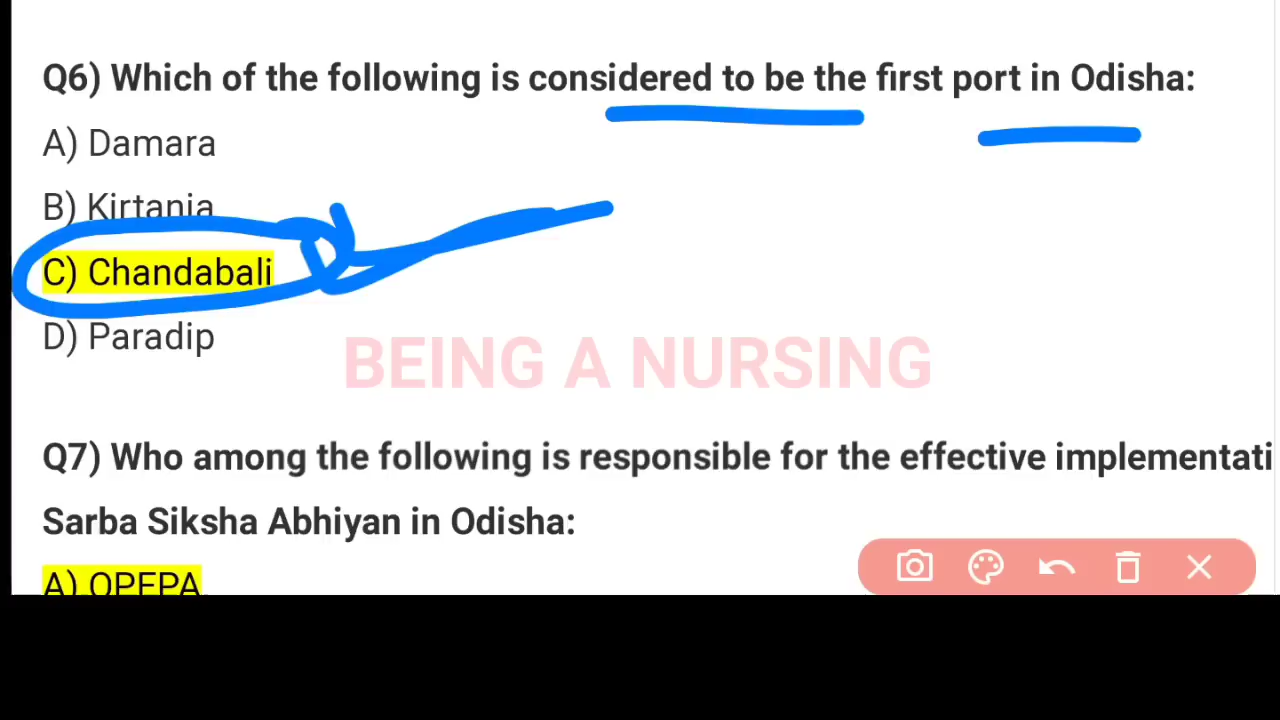 Q6) Which of the following is considered to be the first port in Odisha:
A) Damara
B) Kirtania
C) Chandabali
D) Paradip
BEING A NURSING
Q7) Who among the following is responsible for the effective implementati
Sarba Siksha Abhiyan in Odisha:
A) OPEPA